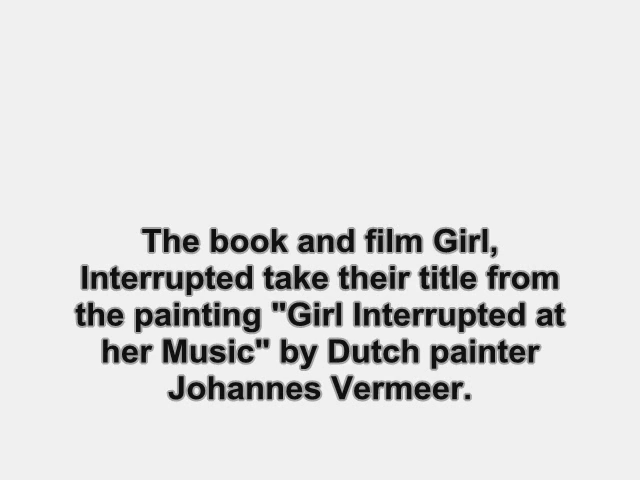 The book and film Girl,
Interrupted take their title from
the painting "Girl Interrupted at
her Music" by Dutch painter
Johannes Vermeer.